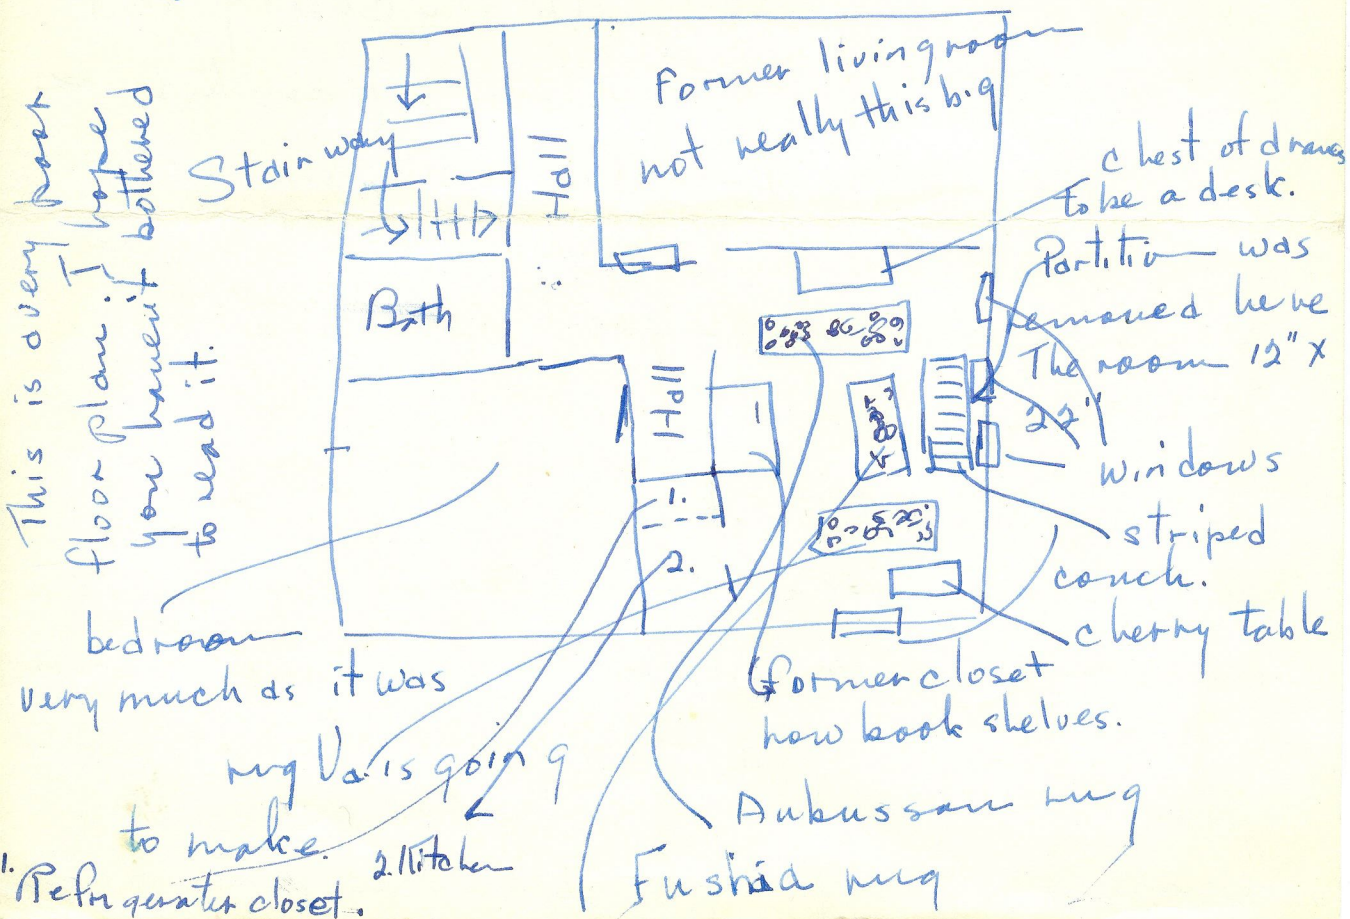 This is a very poor
floor plan. I hope
you haven't bothered
to read it.
Stairway
Hall
Former livingroom
not really this big
chest of drawers
to be a desk.
Partition was
removed here
The room 12" X
22"
Bath
Hall
1
windows
striped
couch.
cherry table
1.
2.
bedroom
very much as it was
former closet
now book shelves.
rug Va. is going
to make.
Aubusson rug
Fushia rug
2. Kitchen
1.
Refrigerator closet.